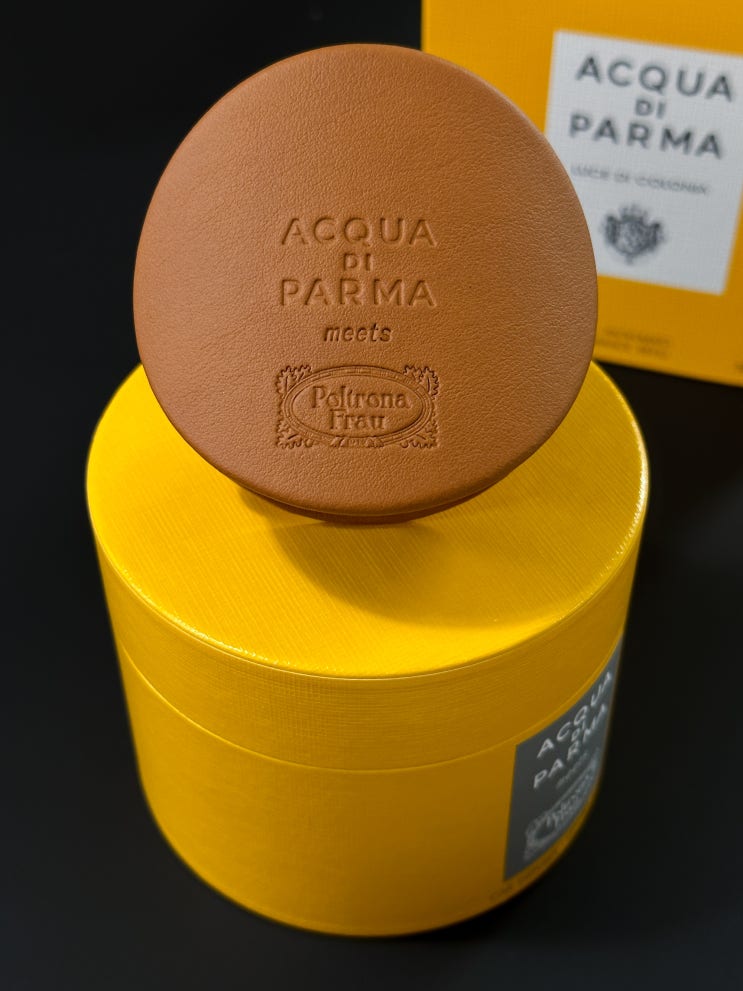 ACQUA
DI
PARMA
meets
Poltrona
Frau
ACQUA
DI
PARMA
LUCE DI COLONIA
ACQUA
DI
PARMA